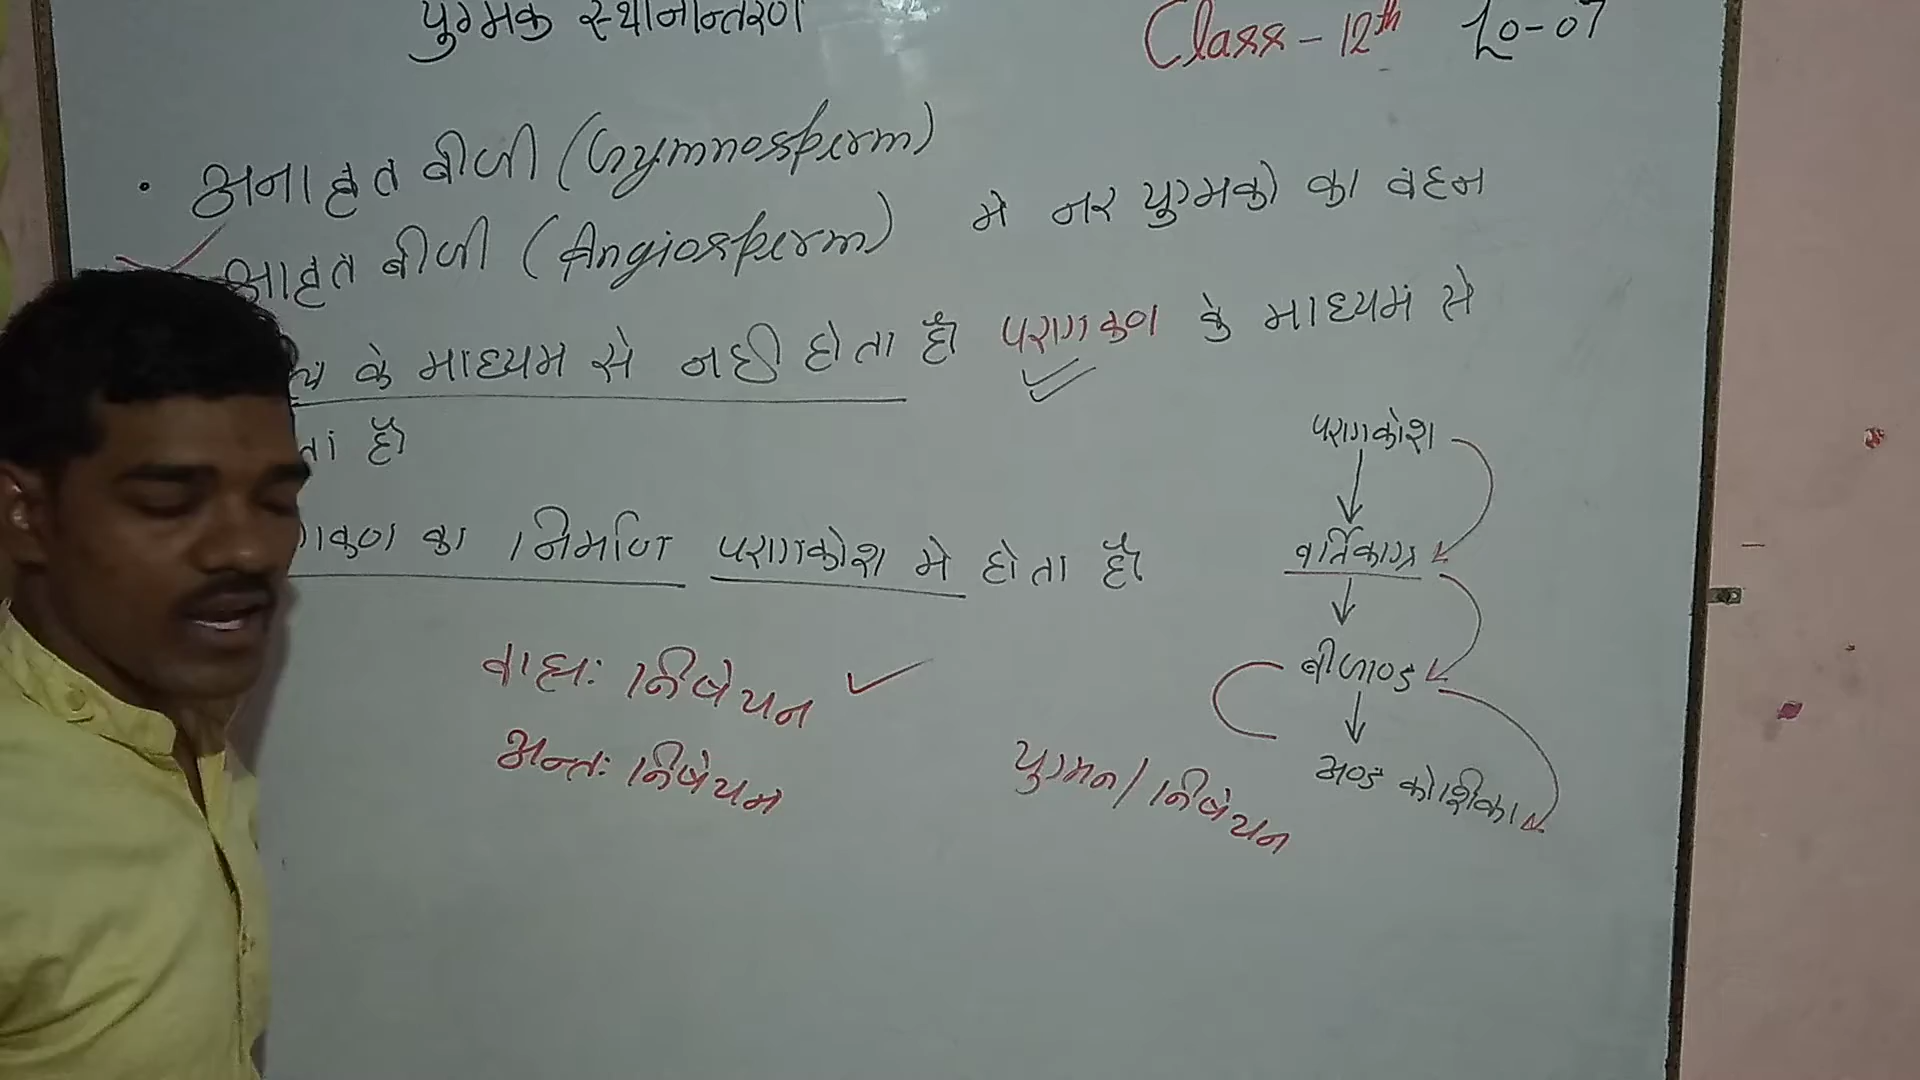 युग्मक स्थानान्तरण
Class - 12th L0-07
• अनावृत बीजी (Gymnosperm)
आवृत बीजी (Angiosperm) मे नर युग्मको का वहन
के माध्यम से नही होता है। परागकण के माध्यम से
है।
का निर्माण परागकोश मे होता है।
परागकोश
वर्तिकाग्र
बीजाण्ड
अण्ड कोशिका
वाह्यः निषेचन
अन्तः निषेचन
युग्मन/निषेचन